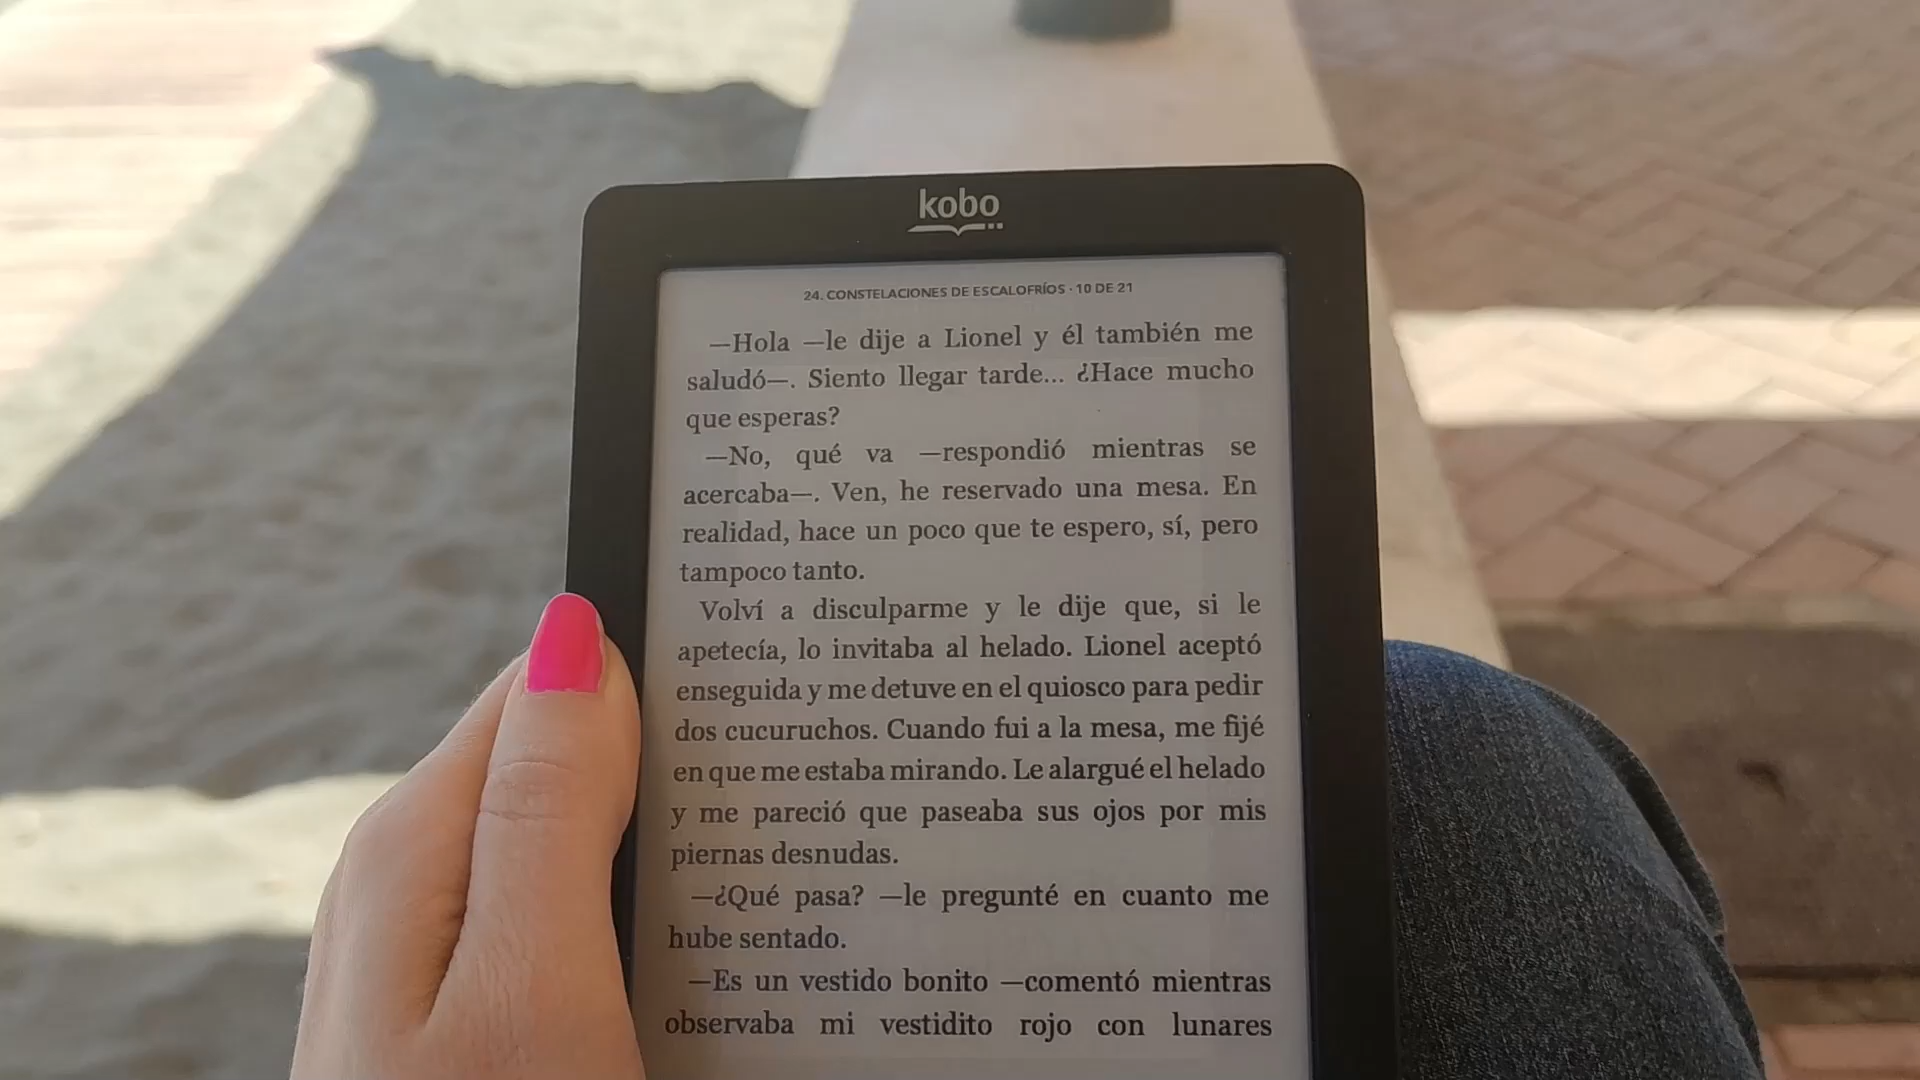 kobo
24. CONSTELACIONES DE ESCALOFRÍOS · 10 DE 21
—Hola —le dije a Lionel y él también me
saludó—. Siento llegar tarde... ¿Hace mucho
que esperas?
—No, qué va —respondió mientras se
acercaba—. Ven, he reservado una mesa. En
realidad, hace un poco que te espero, sí, pero
tampoco tanto.
Volví a disculparme y le dije que, si le
apetecía, lo invitaba al helado. Lionel aceptó
enseguida y me detuve en el quiosco para pedir
dos cucuruchos. Cuando fui a la mesa, me fijé
en que me estaba mirando. Le alargué el helado
y me pareció que paseaba sus ojos por mis
piernas desnudas.
—¿Qué pasa? —le pregunté en cuanto me
hube sentado.
—Es un vestido bonito —comentó mientras
observaba mi vestidito rojo con lunares